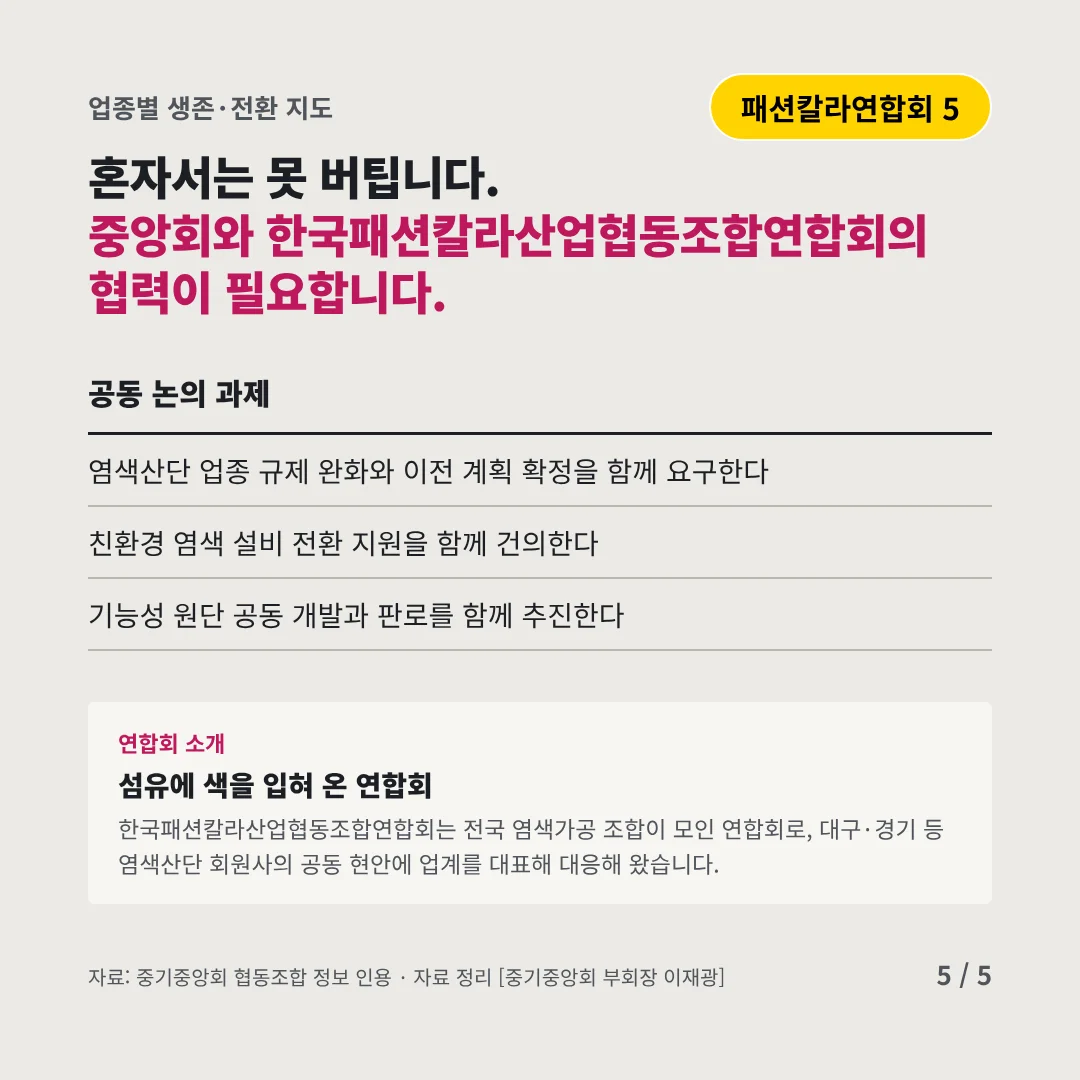 업종별 생존·전환 지도
패션칼라연합회 5
혼자서는 못 버팁니다.
중앙회와 한국패션칼라산업협동조합연합회의
협력이 필요합니다.
공동 논의 과제
염색산단 업종 규제 완화와 이전 계획 확정을 함께 요구한다
친환경 염색 설비 전환 지원을 함께 건의한다
기능성 원단 공동 개발과 판로를 함께 추진한다
연합회 소개
섬유에 색을 입혀 온 연합회
한국패션칼라산업협동조합연합회는 전국 염색가공 조합이 모인 연합회로, 대구·경기 등
염색산단 회원사의 공동 현안에 업계를 대표해 대응해 왔습니다.
자료: 중기중앙회 협동조합 정보 인용 · 자료 정리 [중기중앙회 부회장 이재광]
5 / 5